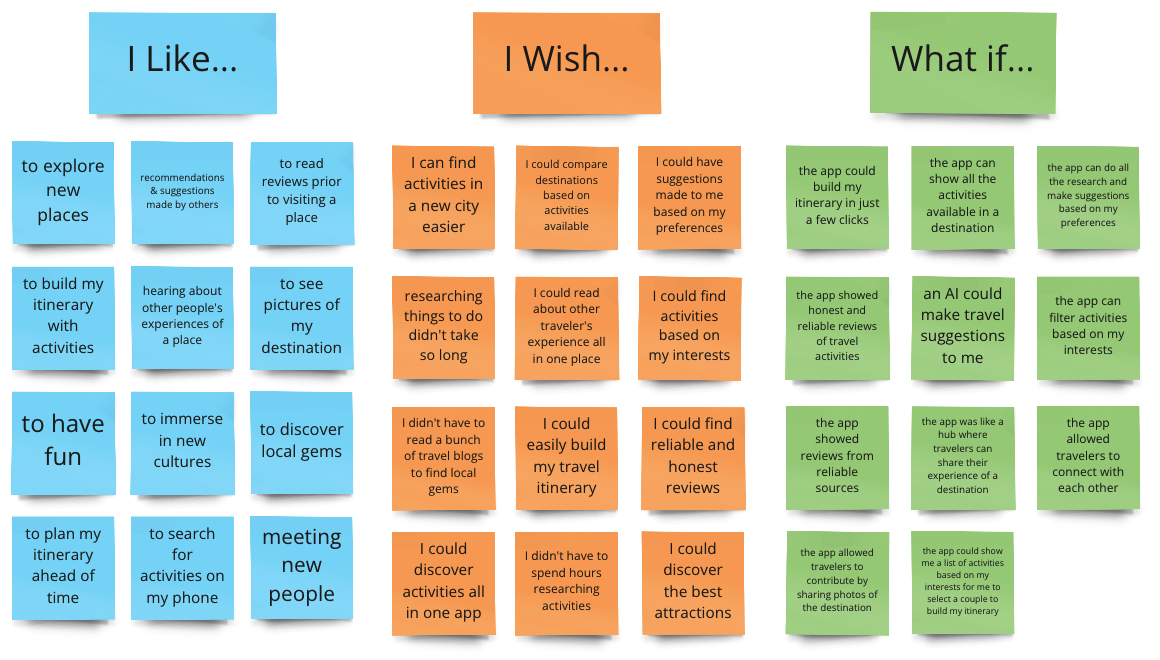 I Like...
I Wish...
What if...
to explore
new
places
recommendations
& suggestions
made by others
to read
reviews prior
to visiting a
place
to build my
itinerary
with
activities
hearing about
other people's
experiences of
a place
to see
pictures of
my
destination
to have
fun
to immerse
in new
cultures
to discover
local gems
to plan my
itinerary
ahead of
time
to search
for
activities on
my phone
meeting
new
people
I can find
activities in
a new city
easier
I could compare
destinations
based on
activities
available
I could have
suggestions
made to me
based on my
preferences
researching
things to do
didn't take
so long
I could read
about other
traveler's
experience all
in one place
I could find
activities
based on
my interests
I didn't have to
read a bunch
of travel blogs
to find local
gems
I could
easily build
my travel
itinerary
I could find
reliable and
honest
reviews
I could
discover
activities all
in one app
I didn't have to
spend hours
researching
activities
I could
discover
the best
attractions
the app could
build my
itinerary in just
a few clicks
the app can
show all the
activities
available in a
destination
the app can do all
the research and
make suggestions
based on my
preferences
the app showed
honest and
reliable reviews
of travel
activities
an AI could
make travel
suggestions
to me
the app can
filter activities
based on my
interests
the app
showed
reviews from
reliable
sources
the app was like a
hub where
travelers can
share their
experience of a
destination
the app
allowed
travelers to
connect with
each other
the app allowed
travelers to
contribute by
sharing photos of
the destination
the app could show
me a list of activities
based on my
interests for me to
select a couple to
build my itinerary